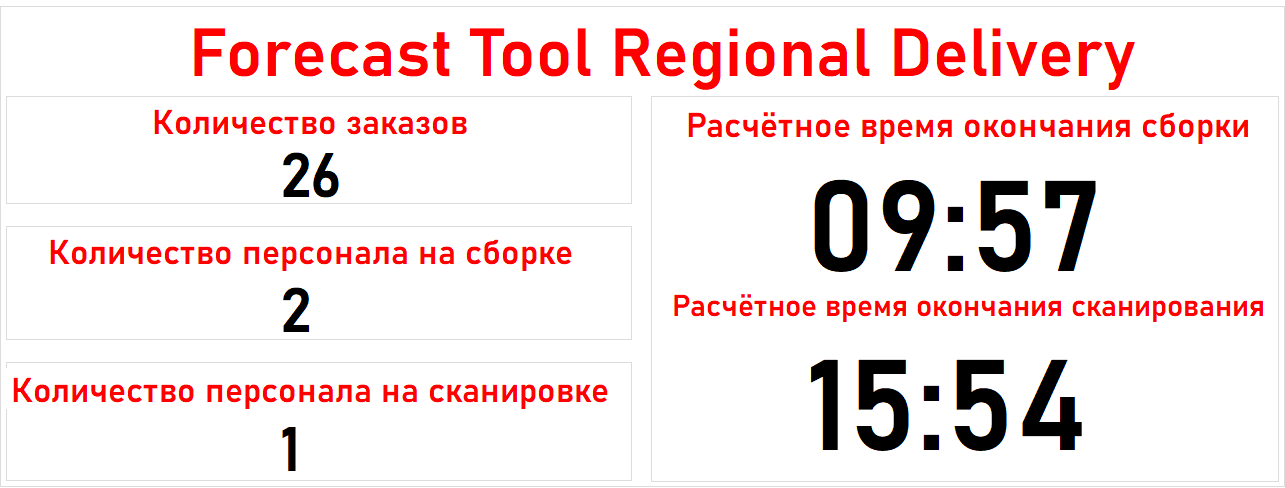 Forecast Tool Regional Delivery
Количество заказов
26
Количество персонала на сборке
2
Количество персонала на сканировке
1
Расчётное время окончания сборки
09:57
Расчётное время окончания сканирования
15:54